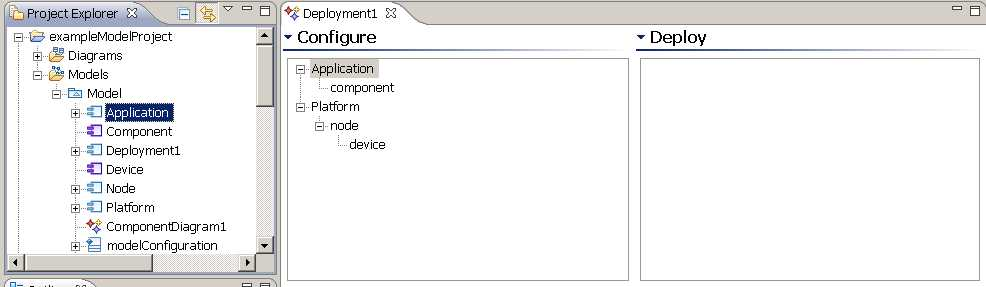 Project Explorer
exampleModelProject
Diagrams
Models
Model
Application
Component
Deployment1
Device
Node
Platform
ComponentDiagram1
modelConfiguration
Deployment1
Configure
Application
component
Platform
node
device
Deploy